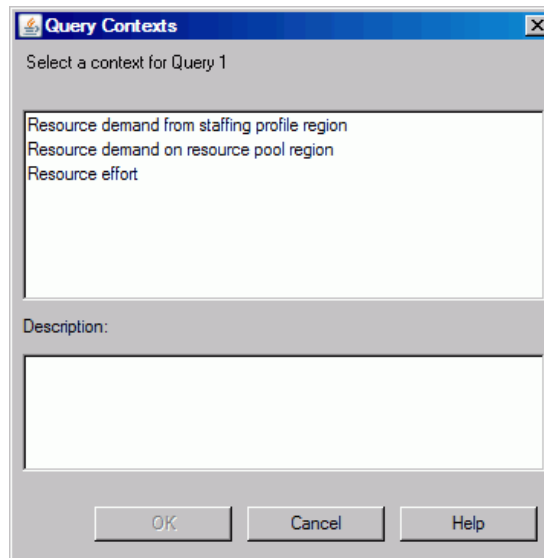 Query Contexts
Select a context for Query 1
Resource demand from staffing profile region
Resource demand on resource pool region
Resource effort
Description:
OK Cancel Help